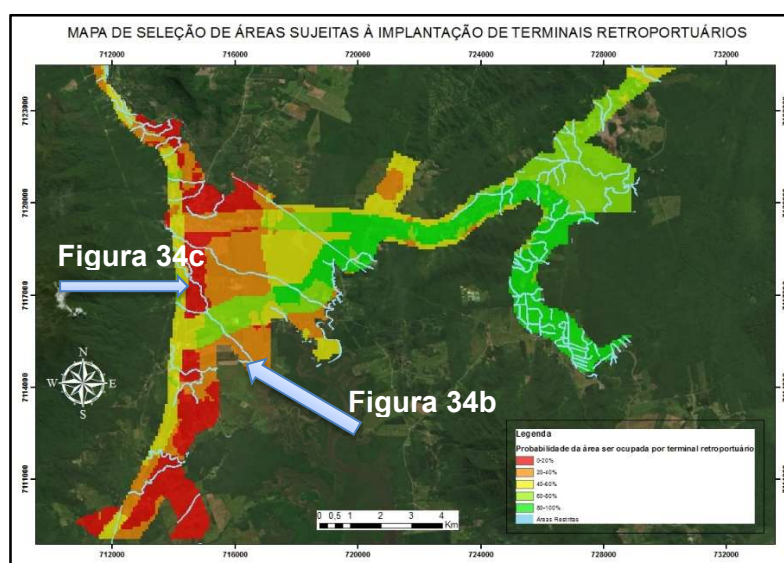 MAPA DE SELEÇÃO DE ÁREAS SUJEITAS À IMPLANTAÇÃO DE TERMINAIS RETROPORTUÁRIOS
712000 716000 720000 724000 728000 732000
7123000
7120000
7117000
7114000
7111000
Figura 34c
Figura 34b
N
W E
S
Legenda
Probabilidade da área ser ocupada por terminal retroportuário
0-20%
20-40%
40-60%
60-80%
80-100%
Áreas Restritas
0 0,5 1 2 3 4
Km
712000 716000 720000 724000 728000 732000